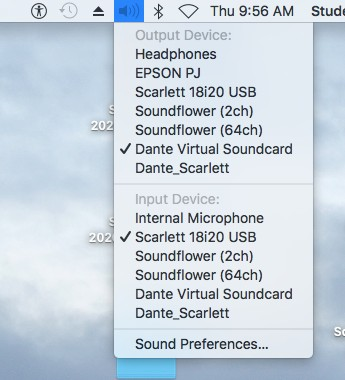 Thu 9:56 AM Stude
Output Device:
Headphones
EPSON PJ
Scarlett 18i20 USB
Soundflower (2ch)
Soundflower (64ch)
Dante Virtual Soundcard
Dante_Scarlett
Input Device:
Internal Microphone
Scarlett 18i20 USB
Soundflower (2ch)
Soundflower (64ch)
Dante Virtual Soundcard
Dante_Scarlett
Sound Preferences...